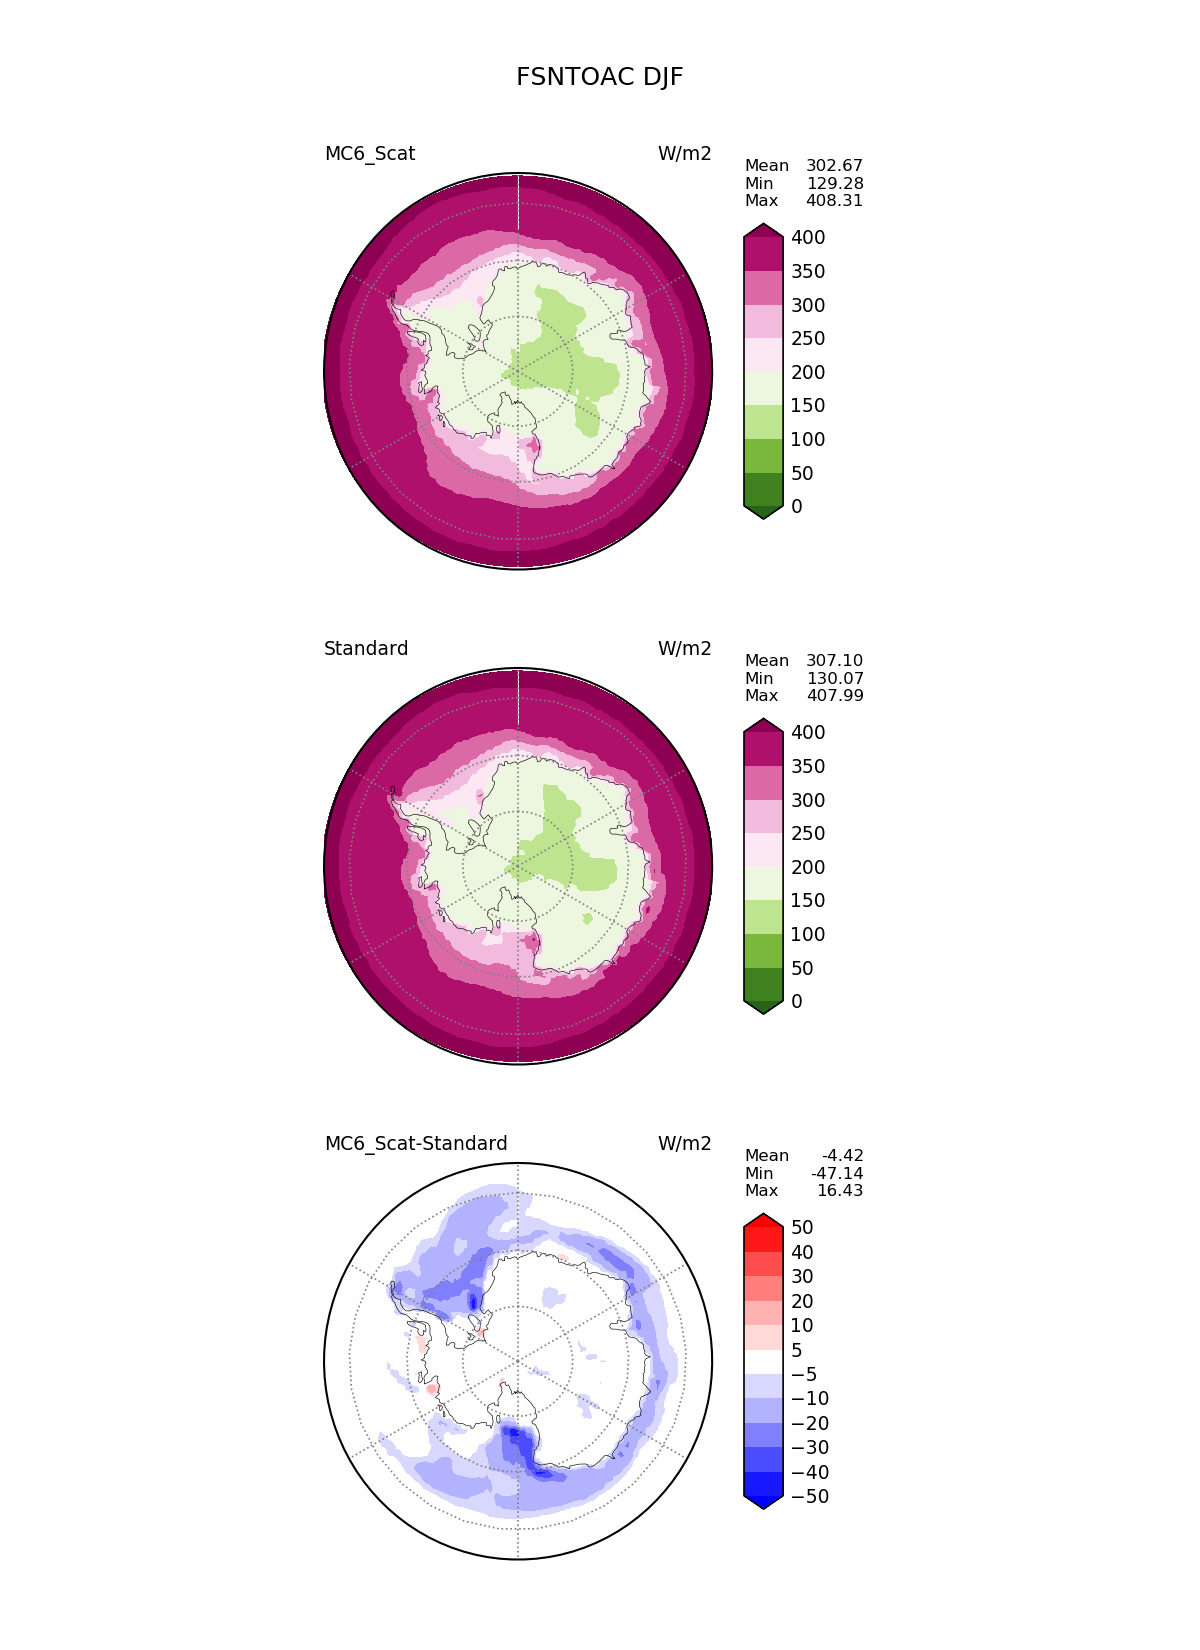 FSNTOAC DJF
MC6_Scat W/m2
Mean 302.67
Min 129.28
Max 408.31
400
350
300
250
200
150
100
50
0
Standard W/m2
Mean 307.10
Min 130.07
Max 407.99
400
350
300
250
200
150
100
50
0
MC6_Scat-Standard W/m2
Mean -4.42
Min -47.14
Max 16.43
50
40
30
20
10
5
−5
−10
−20
−30
−40
−50